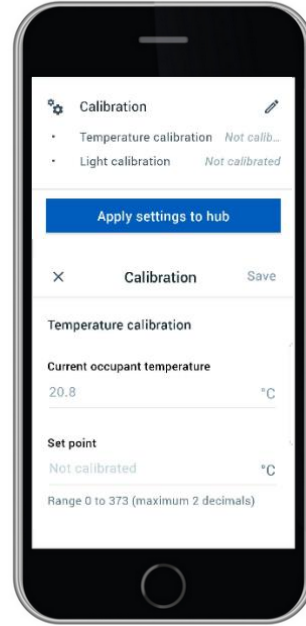 Calibration
· Temperature calibration Not calib...
· Light calibration Not calibrated
Apply settings to hub
× Calibration Save
Temperature calibration
Current occupant temperature
20.8 °C
Set point
Not calibrated °C
Range 0 to 373 (maximum 2 decimals)